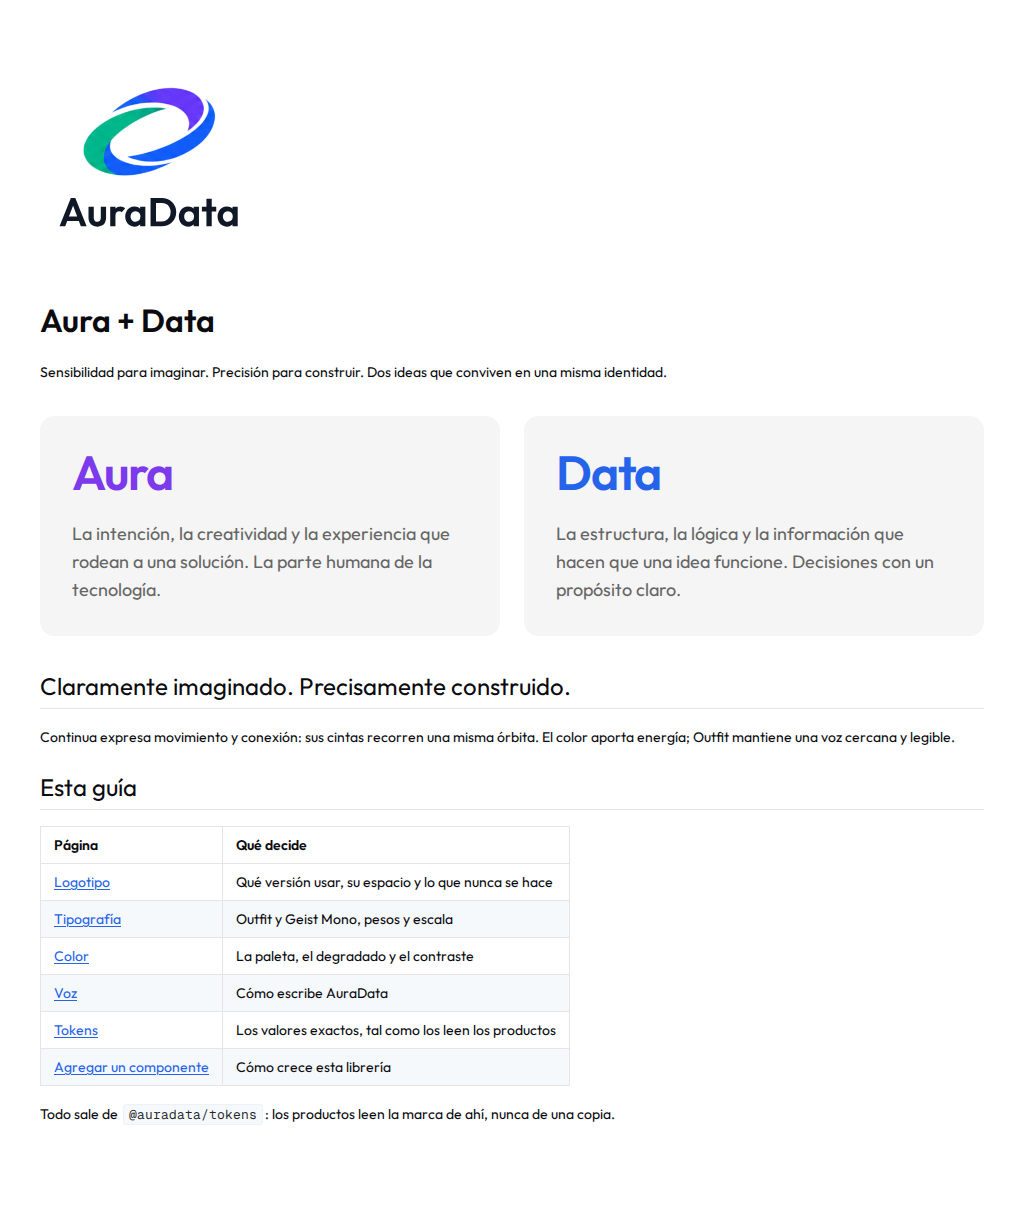 AuraData
Aura + Data
Sensibilidad para imaginar. Precisión para construir. Dos ideas que conviven en una misma identidad.
Aura
La intención, la creatividad y la experiencia que
rodean a una solución. La parte humana de la
tecnología.
Data
La estructura, la lógica y la información que
hacen que una idea funcione. Decisiones con un
propósito claro.
Claramente imaginado. Precisamente construido.
Continua expresa movimiento y conexión: sus cintas recorren una misma órbita. El color aporta energía; Outfit mantiene una voz cercana y legible.
Esta guía
Página Qué decide
Logotipo Qué versión usar, su espacio y lo que nunca se hace
Tipografía Outfit y Geist Mono, pesos y escala
Color La paleta, el degradado y el contraste
Voz Cómo escribe AuraData
Tokens Los valores exactos, tal como los leen los productos
Agregar un componente Cómo crece esta librería
Todo sale de @auradata/tokens : los productos leen la marca de ahí, nunca de una copia.